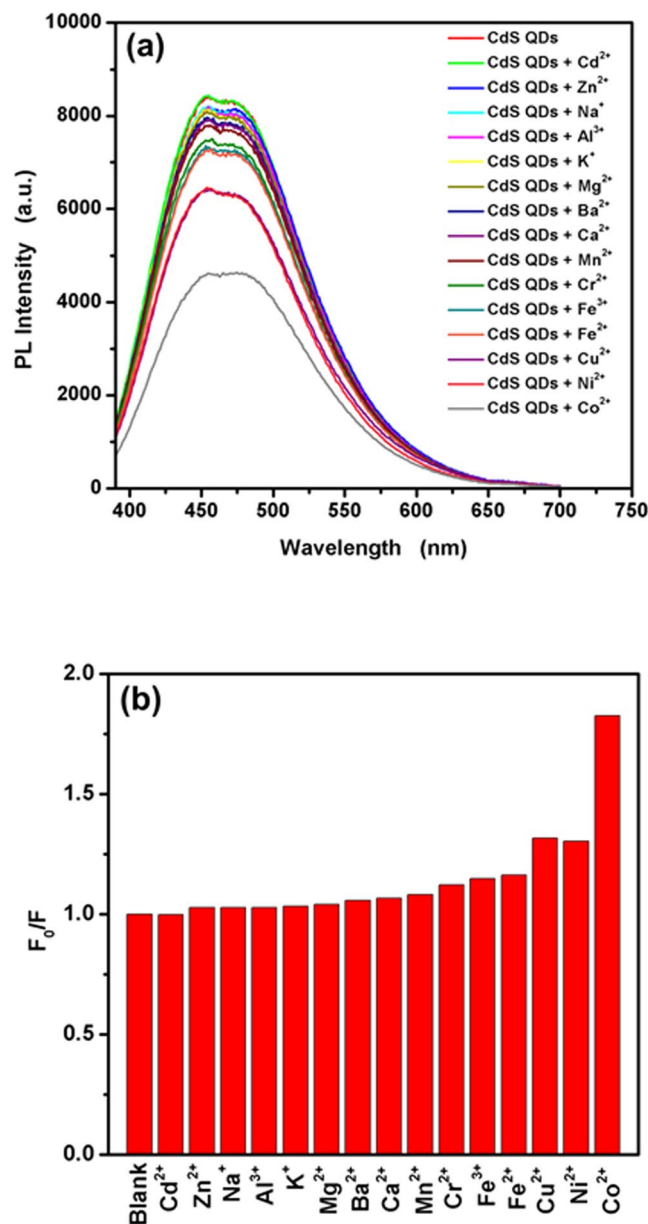 (a)
10000
8000
6000
4000
2000
0
PL Intensity (a.u.)
CdS QDs
CdS QDs + Cd²⁺
CdS QDs + Zn²⁺
CdS QDs + Na⁺
CdS QDs + Al³⁺
CdS QDs + K⁺
CdS QDs + Mg²⁺
CdS QDs + Ba²⁺
CdS QDs + Ca²⁺
CdS QDs + Mn²⁺
CdS QDs + Cr²⁺
CdS QDs + Fe³⁺
CdS QDs + Fe²⁺
CdS QDs + Cu²⁺
CdS QDs + Ni²⁺
CdS QDs + Co²⁺
400 450 500 550 600 650 700 750
Wavelength (nm)
(b)
2.0
1.5
1.0
0.5
0.0
F₀/F
Blank
Cd²⁺
Zn²⁺
Na⁺
Al³⁺
K⁺
Mg²⁺
Ba²⁺
Ca²⁺
Mn²⁺
Cr²⁺
Fe³⁺
Fe²⁺
Cu²⁺
Ni²⁺
Co²⁺